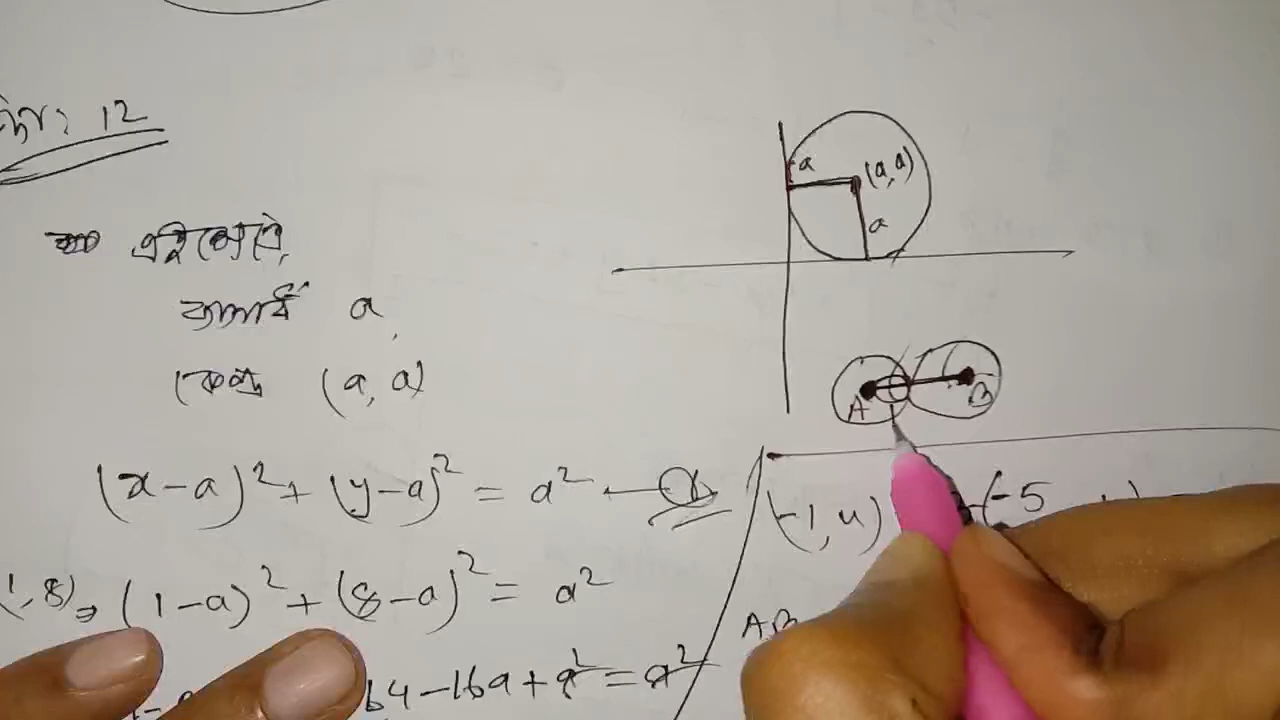 12
ব্যাসার্ধ a,
কেন্দ্র (a, a)
(x-a)² + (y-a)² = a²
(1-a)² + (8-a)² = a²
64 - 16a + a² = a²
a
(a, a)
a
A
B
(-1, 4)
(-5
AB